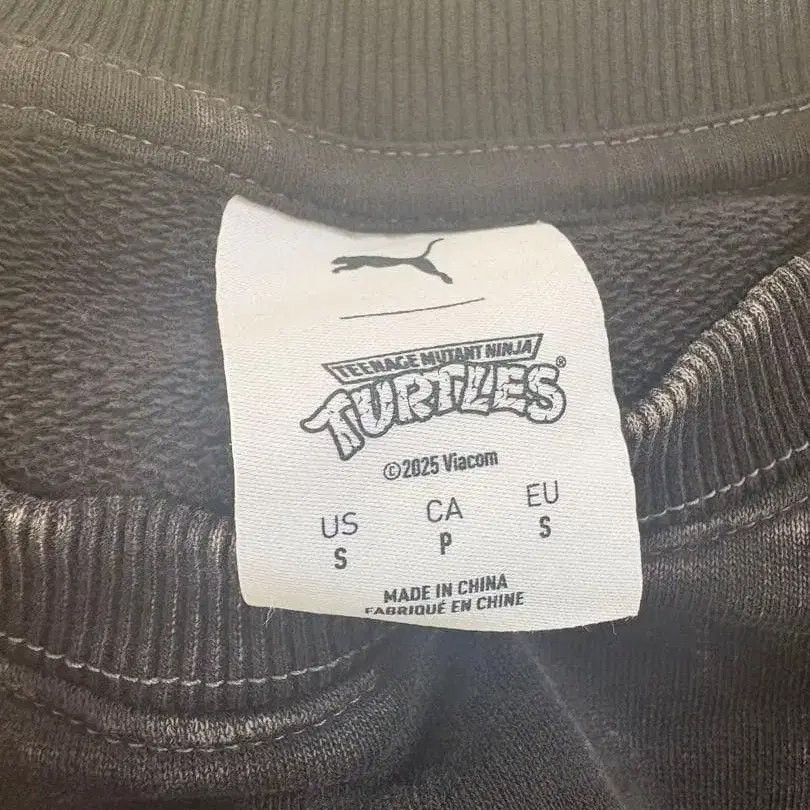 TEENAGE MUTANT NINJA
TURTLES®
©2025 Viacom
US CA EU
S P S
MADE IN CHINA
FABRIQUÉ EN CHINE